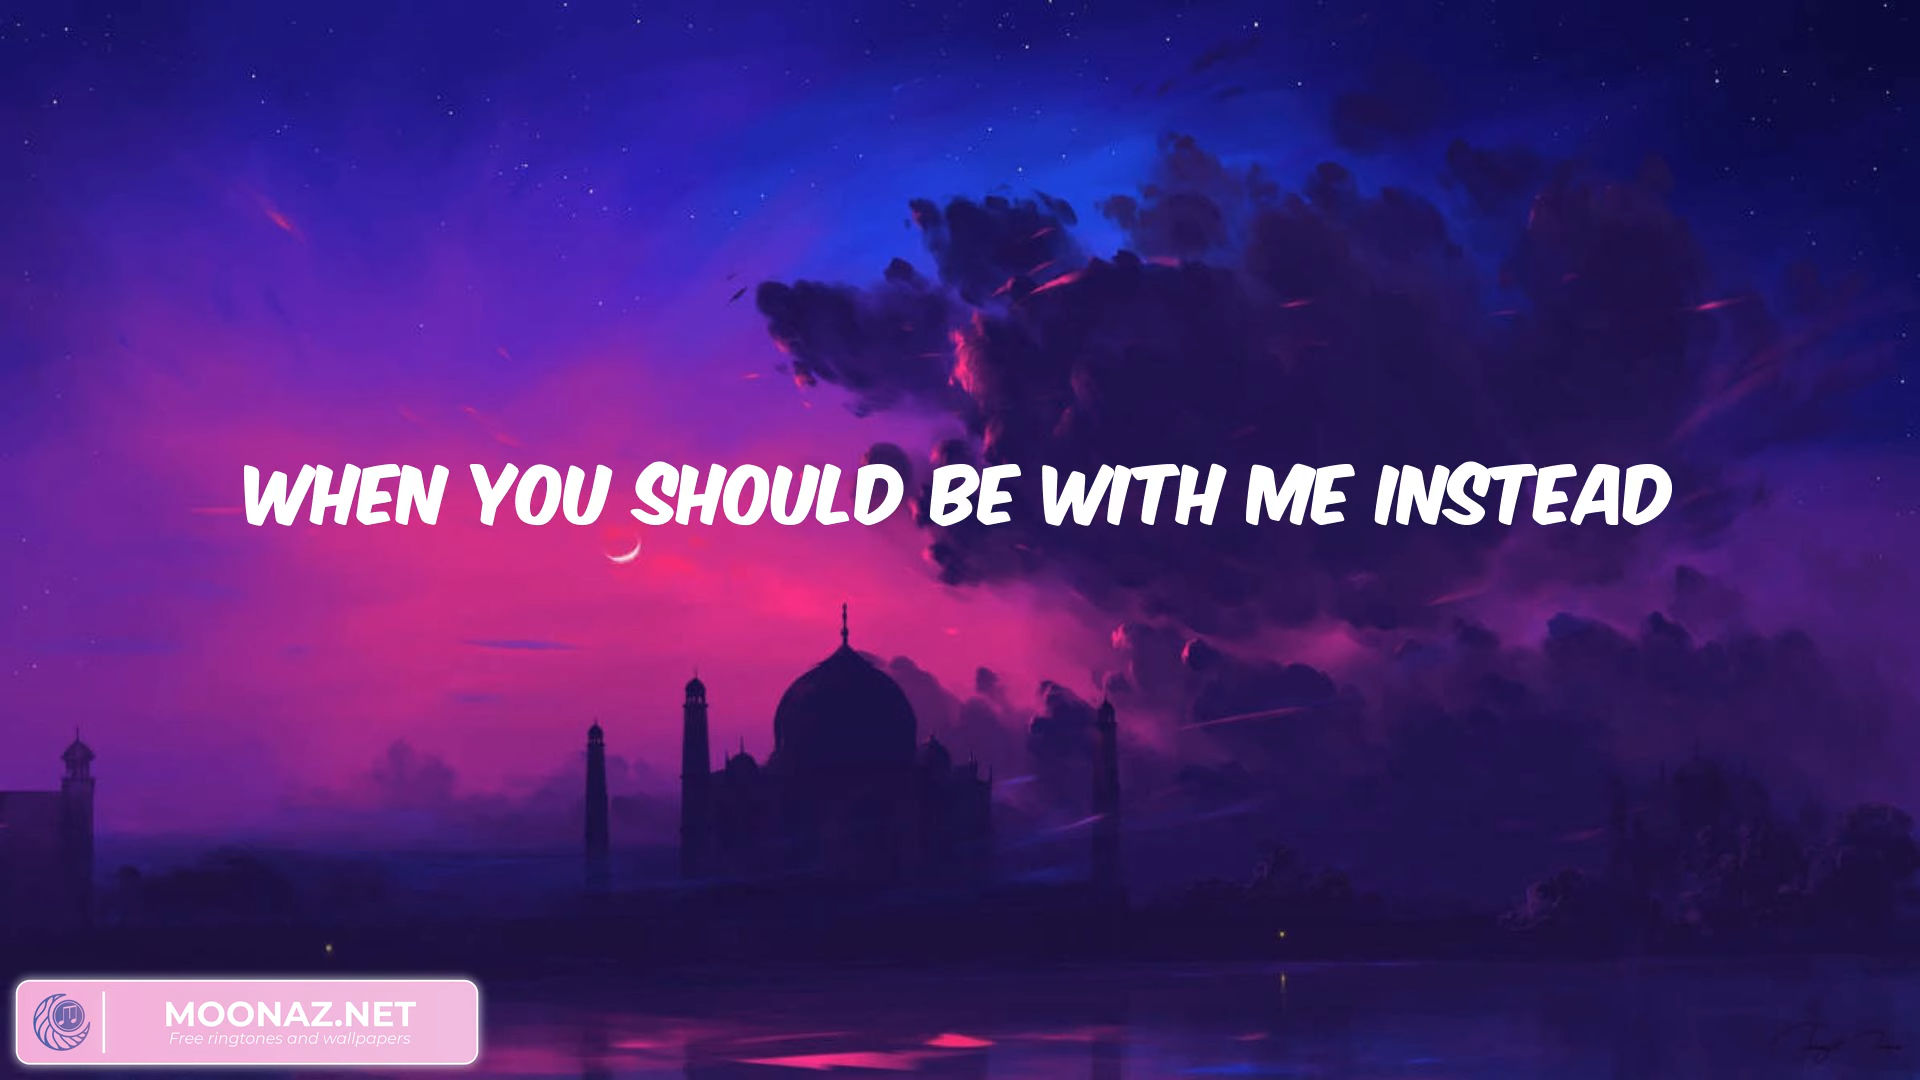 WHEN YOU SHOULD BE WITH ME INSTEAD
MOONAZ.NET
Free ringtones and wallpapers